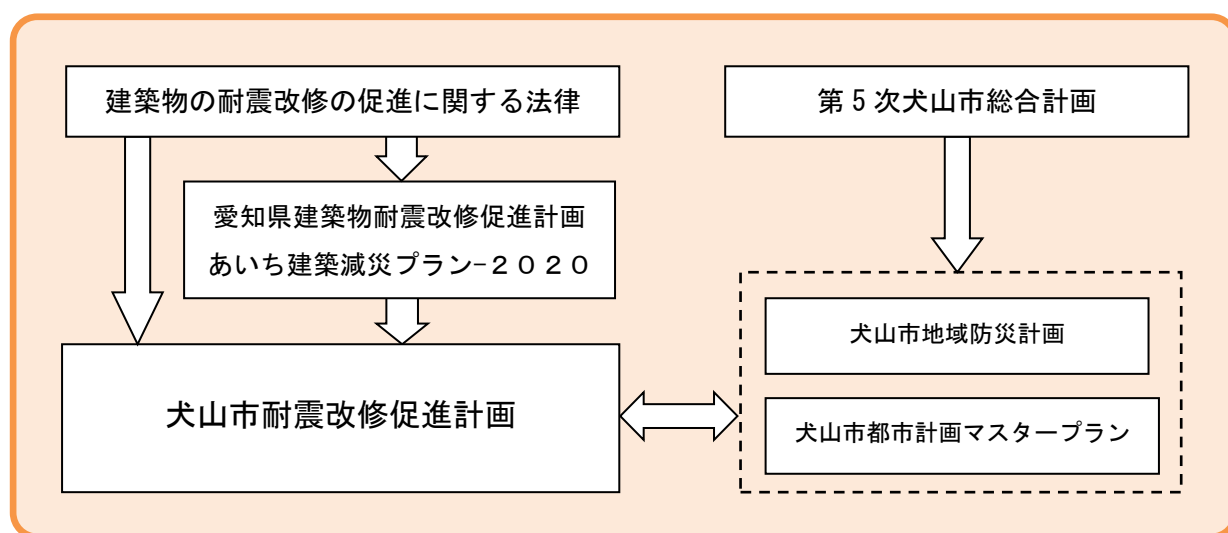 建築物の耐震改修の促進に関する法律
第5次犬山市総合計画
愛知県建築物耐震改修促進計画
あいち建築減災プラン−２０２０
犬山市地域防災計画
犬山市耐震改修促進計画
犬山市都市計画マスタープラン